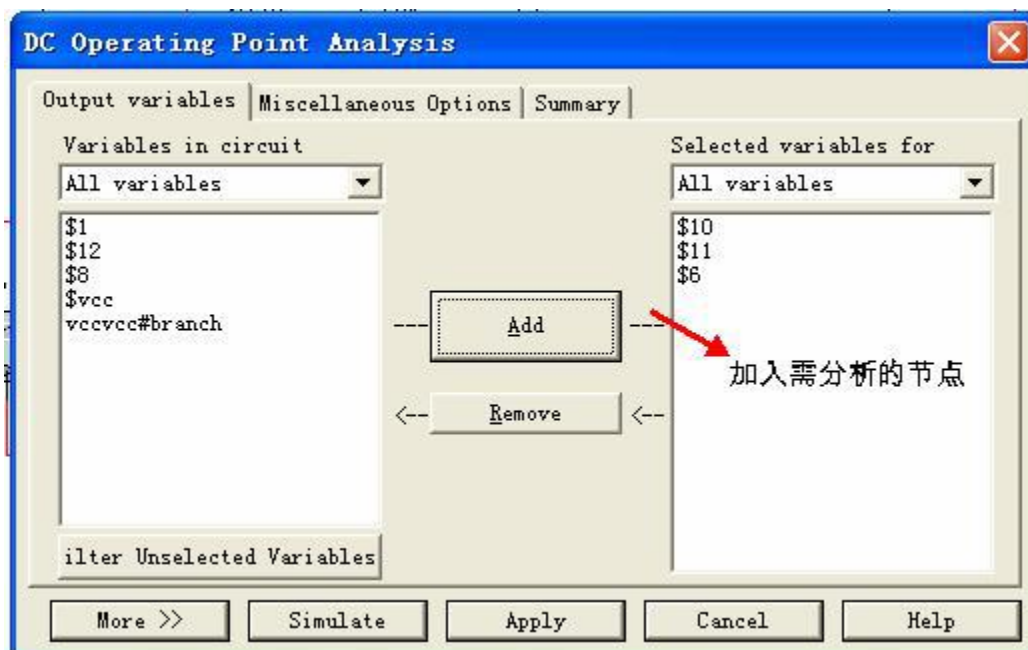 DC Operating Point Analysis
Output variables Miscellaneous Options Summary
Variables in circuit
All variables
$1
$12
$8
$vcc
vccvcc#branch
ilter Unselected Variables
--- Add ---
<-- Remove <--
Selected variables for
All variables
$10
$11
$6
加入需分析的节点
More >> Simulate Apply Cancel Help